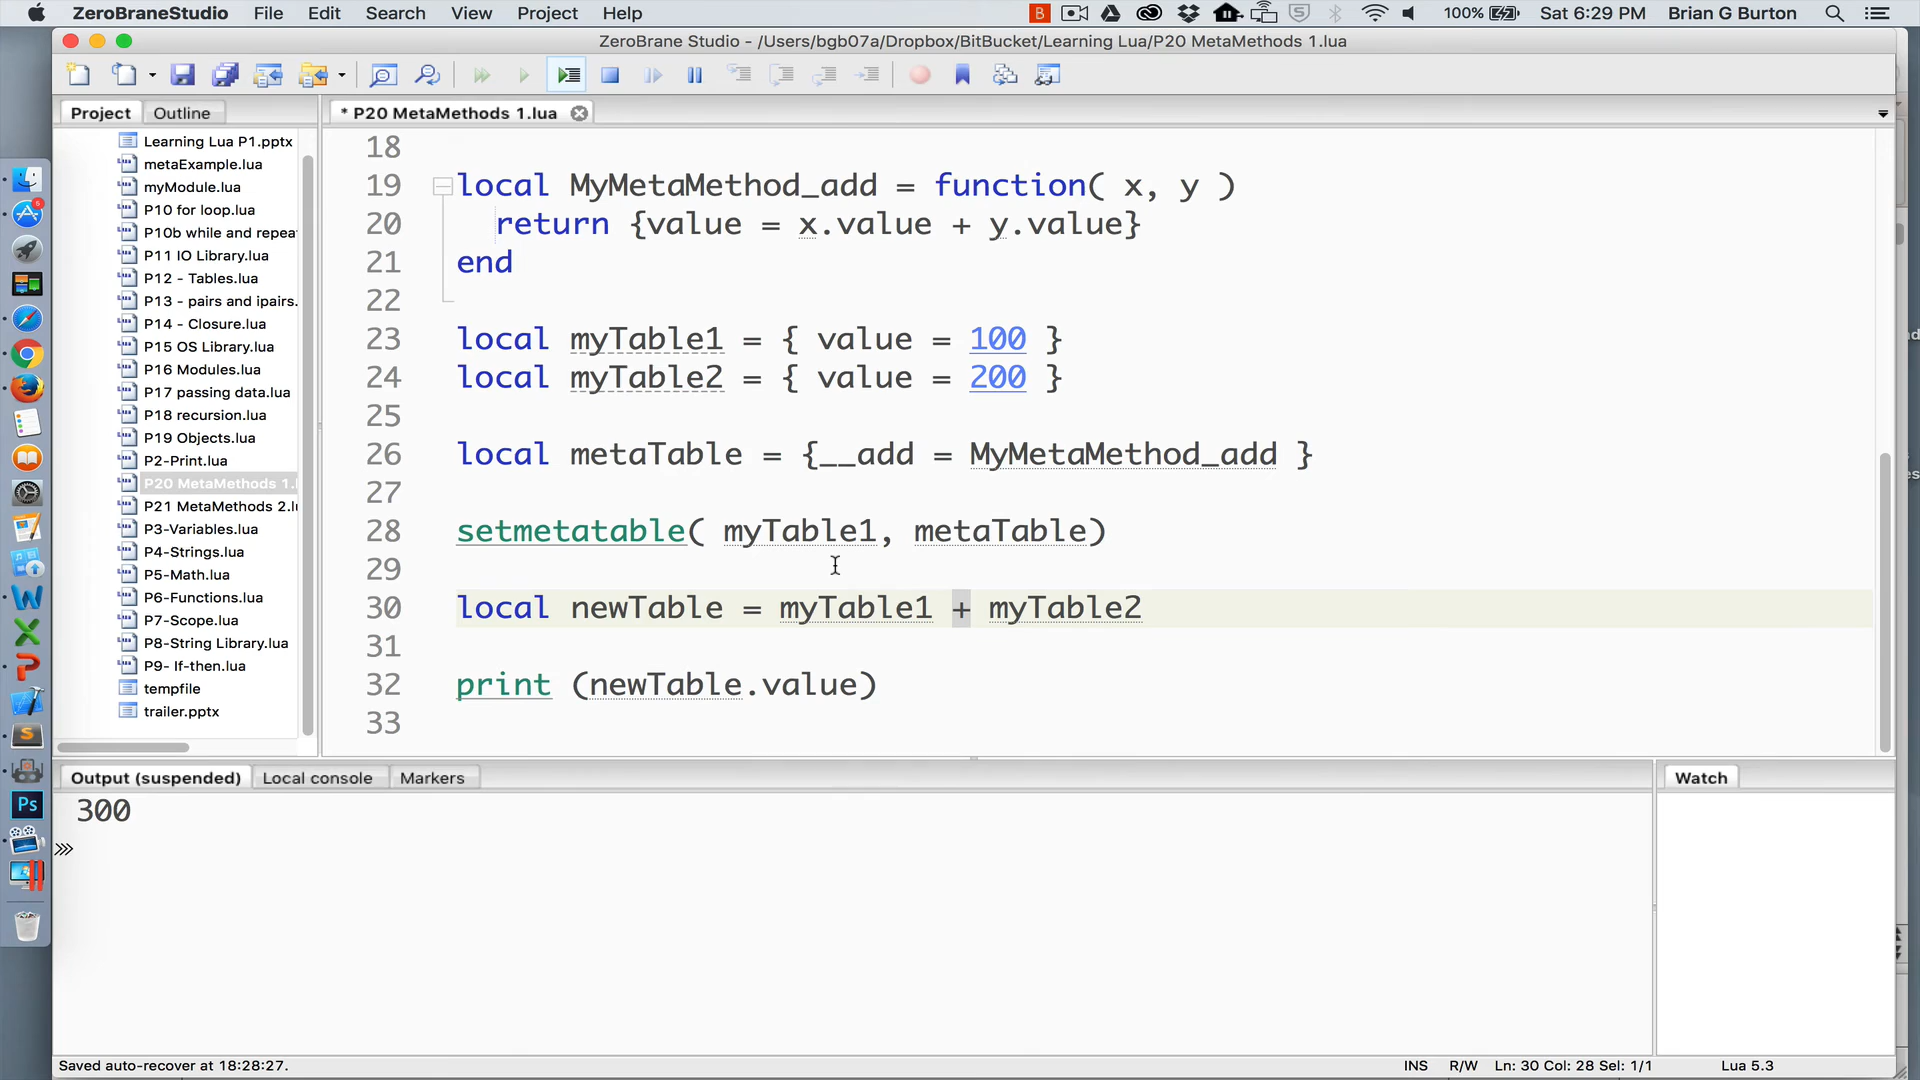 ZeroBraneStudio File Edit Search View Project Help B 100% Sat 6:29 PM Brian G Burton
ZeroBrane Studio - /Users/bgb07a/Dropbox/BitBucket/Learning Lua/P20 MetaMethods 1.lua
Project Outline
* P20 MetaMethods 1.lua
Learning Lua P1.pptx
metaExample.lua
myModule.lua
P10 for loop.lua
P10b while and repea
P11 IO Library.lua
P12 - Tables.lua
P13 - pairs and ipairs.
P14 - Closure.lua
P15 OS Library.lua
P16 Modules.lua
P17 passing data.lua
P18 recursion.lua
P19 Objects.lua
P2-Print.lua
P20 MetaMethods 1.l
P21 MetaMethods 2.lu
P3-Variables.lua
P4-Strings.lua
P5-Math.lua
P6-Functions.lua
P7-Scope.lua
P8-String Library.lua
P9- If-then.lua
tempfile
trailer.pptx
18
19 local MyMetaMethod_add = function( x, y )
20 return {value = x.value + y.value}
21 end
22
23 local myTable1 = { value = 100 }
24 local myTable2 = { value = 200 }
25
26 local metaTable = {__add = MyMetaMethod_add }
27
28 setmetatable( myTable1, metaTable)
29
30 local newTable = myTable1 + myTable2
31
32 print (newTable.value)
33
Output (suspended) Local console Markers
300
Watch
Ps
Saved auto-recover at 18:28:27.
INS R/W Ln: 30 Col: 28 Sel: 1/1 Lua 5.3